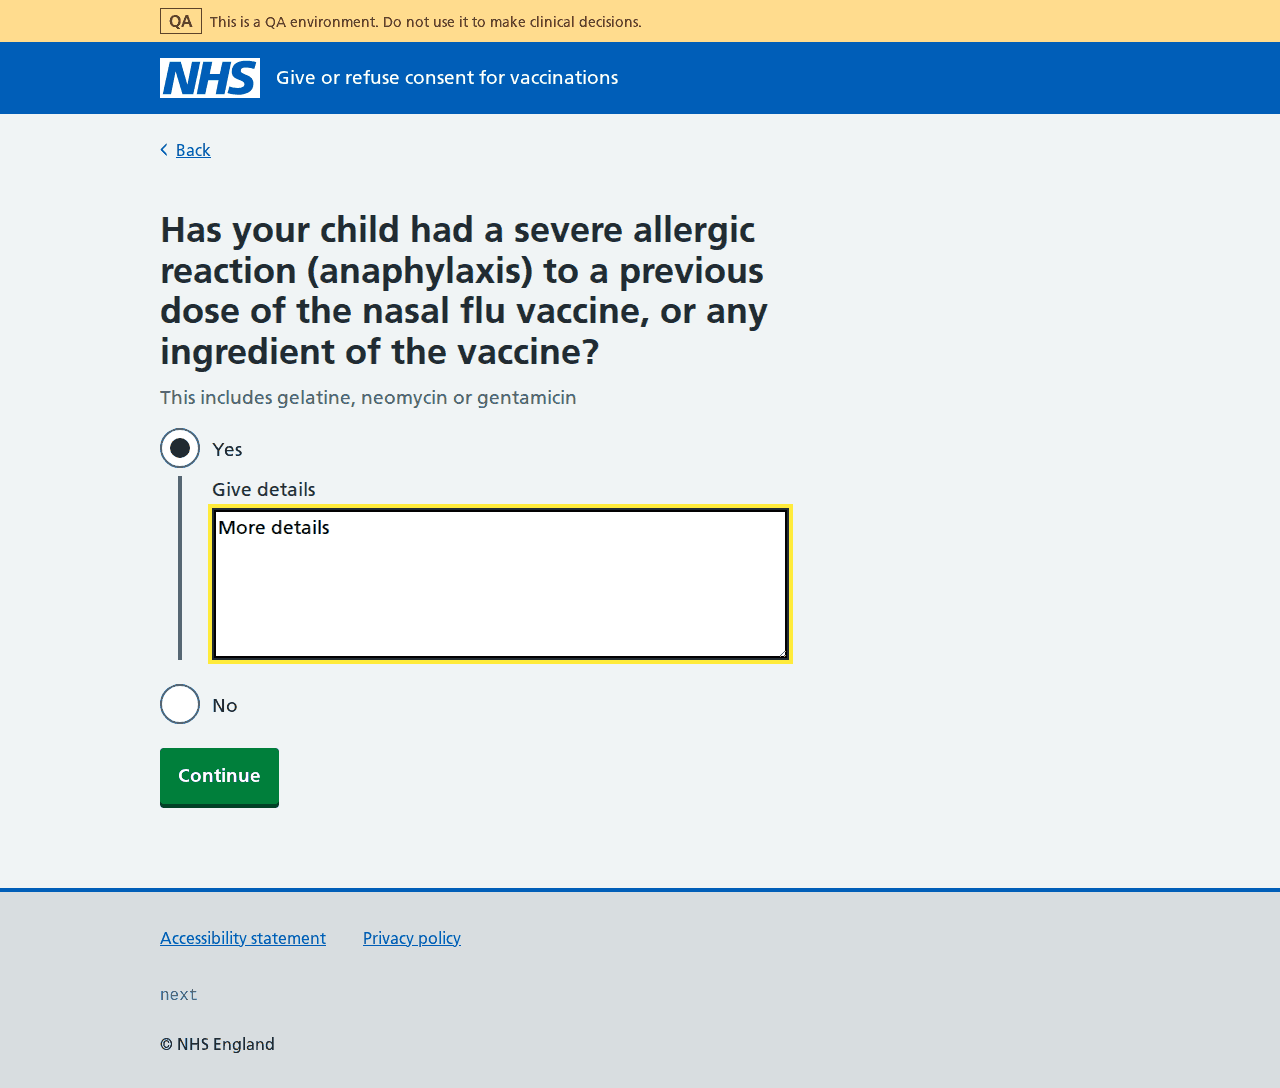 QA This is a QA environment. Do not use it to make clinical decisions.
NHS Give or refuse consent for vaccinations
Back
Has your child had a severe allergic
reaction (anaphylaxis) to a previous
dose of the nasal flu vaccine, or any
ingredient of the vaccine?
This includes gelatine, neomycin or gentamicin
Yes
Give details
More details
No
Continue
Accessibility statement Privacy policy
next
© NHS England